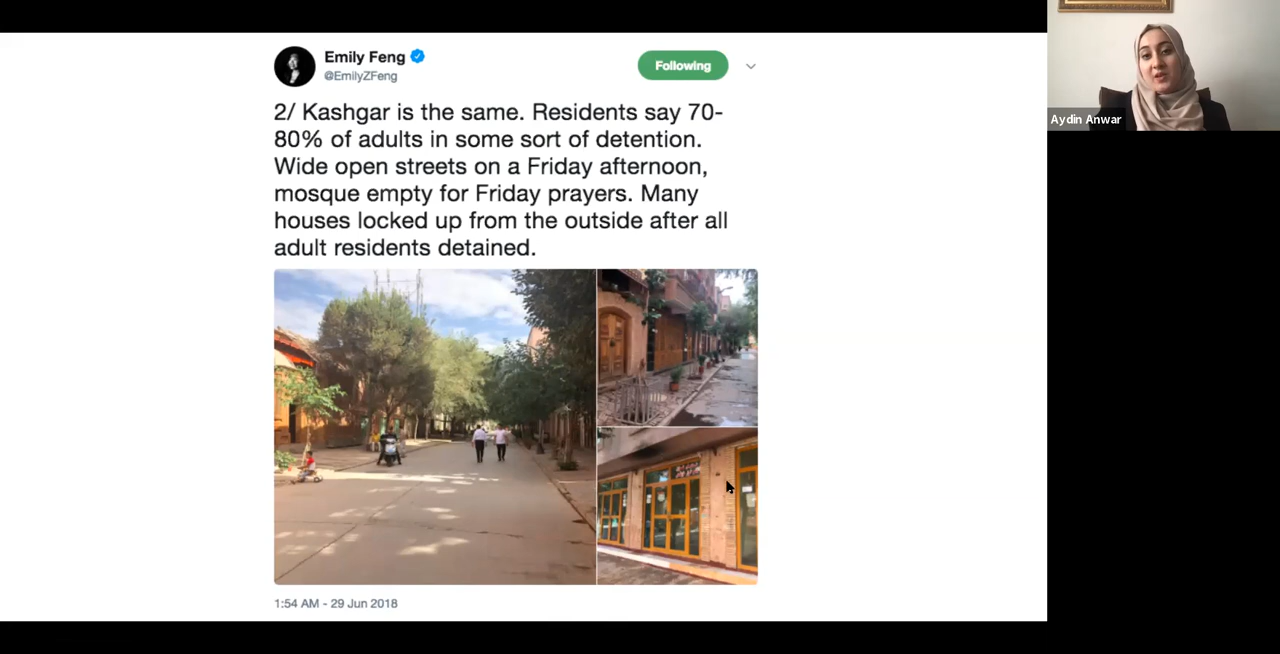 Emily Feng
@EmilyZFeng
Following
2/ Kashgar is the same. Residents say 70-
80% of adults in some sort of detention.
Wide open streets on a Friday afternoon,
mosque empty for Friday prayers. Many
houses locked up from the outside after all
adult residents detained.
1:54 AM - 29 Jun 2018
Aydin Anwar